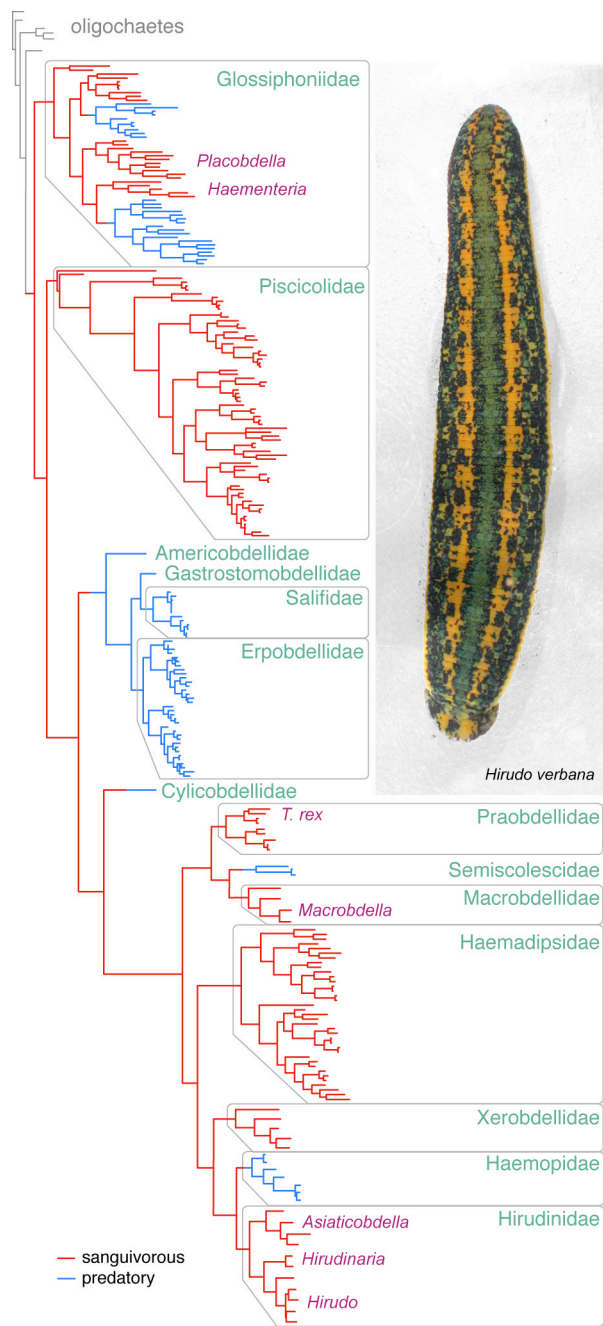 oligochaetes
Glossiphoniidae
Placobdella
Haementeria
Piscicolidae
Americobdellidae
Gastrostomobdellidae
Salifidae
Erpobdellidae
Hirudo verbana
Cylicobdellidae
T. rex
Praobdellidae
Semiscolescidae
Macrobdellidae
Macrobdella
Haemadipsidae
Xerobdellidae
Haemopidae
Hirudinidae
Asiaticobdella
Hirudinaria
Hirudo
sanguivorous
predatory